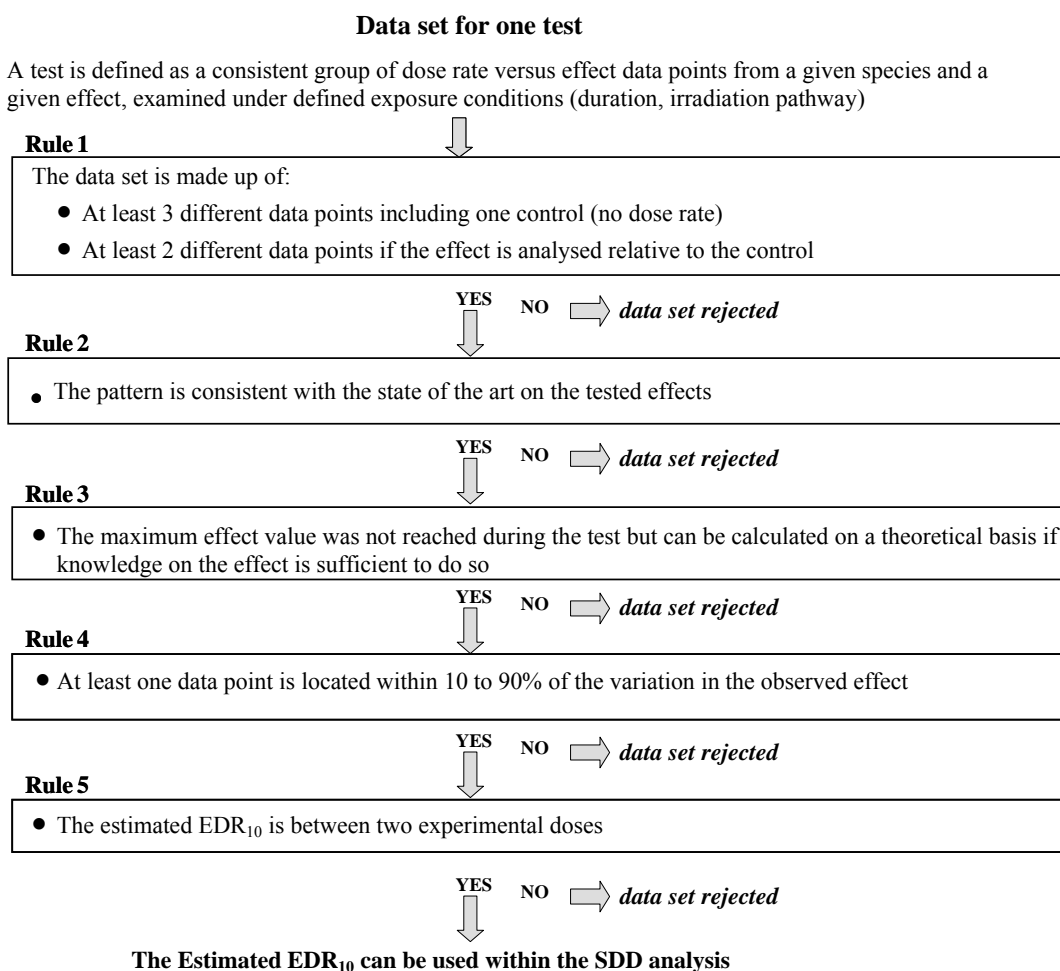 Data set for one test
A test is defined as a consistent group of dose rate versus effect data points from a given species and a
given effect, examined under defined exposure conditions (duration, irradiation pathway)
Rule 1
The data set is made up of:
● At least 3 different data points including one control (no dose rate)
● At least 2 different data points if the effect is analysed relative to the control
YES NO data set rejected
Rule 2
● The pattern is consistent with the state of the art on the tested effects
YES NO data set rejected
Rule 3
● The maximum effect value was not reached during the test but can be calculated on a theoretical basis if
knowledge on the effect is sufficient to do so
YES NO data set rejected
Rule 4
● At least one data point is located within 10 to 90% of the variation in the observed effect
YES NO data set rejected
Rule 5
● The estimated EDR10 is between two experimental doses
YES NO data set rejected
The Estimated EDR10 can be used within the SDD analysis